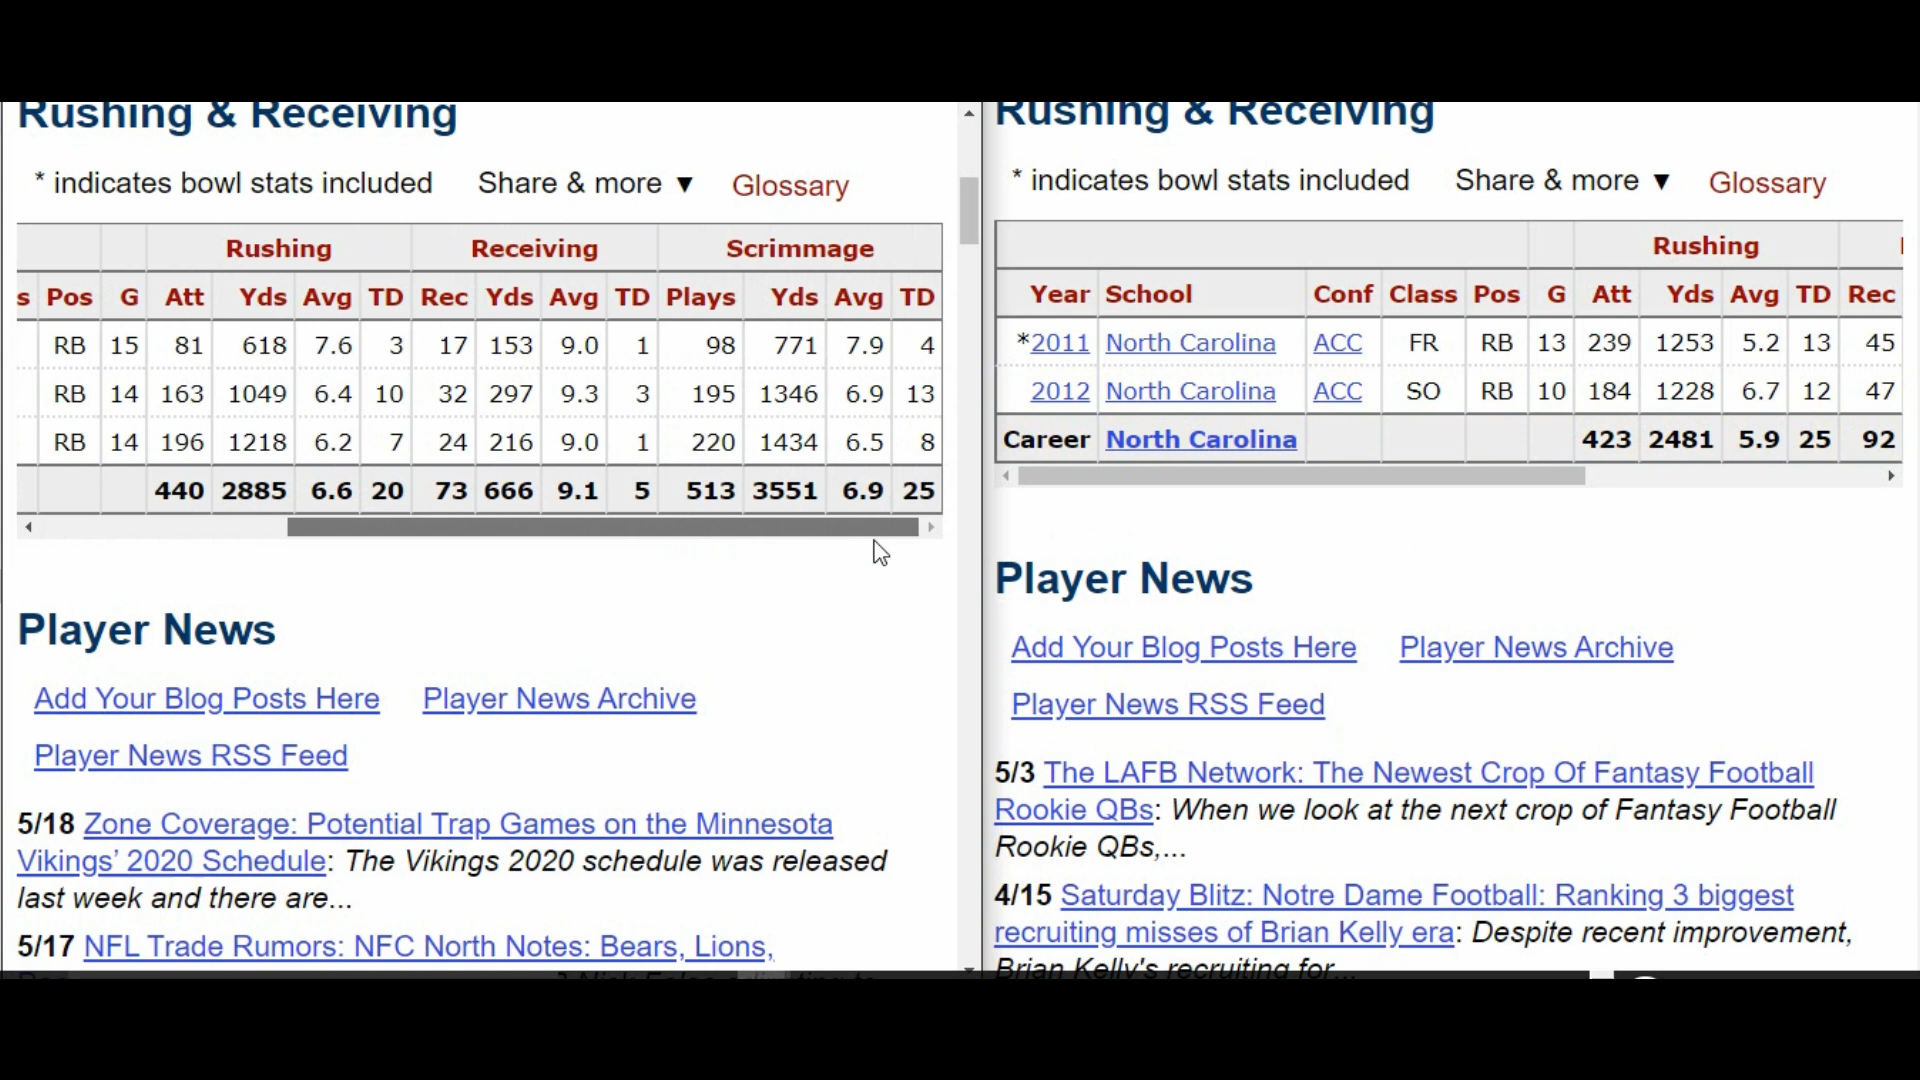 Rushing & Receiving
* indicates bowl stats included Share & more ▼ Glossary
Rushing Receiving Scrimmage
s Pos G Att Yds Avg TD Rec Yds Avg TD Plays Yds Avg TD
RB 15 81 618 7.6 3 17 153 9.0 1 98 771 7.9 4
RB 14 163 1049 6.4 10 32 297 9.3 3 195 1346 6.9 13
RB 14 196 1218 6.2 7 24 216 9.0 1 220 1434 6.5 8
440 2885 6.6 20 73 666 9.1 5 513 3551 6.9 25
Player News
Add Your Blog Posts Here Player News Archive
Player News RSS Feed
5/18 Zone Coverage: Potential Trap Games on the Minnesota
Vikings’ 2020 Schedule: The Vikings 2020 schedule was released
last week and there are...
5/17 NFL Trade Rumors: NFC North Notes: Bears, Lions,
Rushing & Receiving
* indicates bowl stats included Share & more ▼ Glossary
Rushing
Year School Conf Class Pos G Att Yds Avg TD Rec
*2011 North Carolina ACC FR RB 13 239 1253 5.2 13 45
2012 North Carolina ACC SO RB 10 184 1228 6.7 12 47
Career North Carolina 423 2481 5.9 25 92
Player News
Add Your Blog Posts Here Player News Archive
Player News RSS Feed
5/3 The LAFB Network: The Newest Crop Of Fantasy Football
Rookie QBs: When we look at the next crop of Fantasy Football
Rookie QBs,...
4/15 Saturday Blitz: Notre Dame Football: Ranking 3 biggest
recruiting misses of Brian Kelly era: Despite recent improvement,
Brian Kelly's recruiting for...